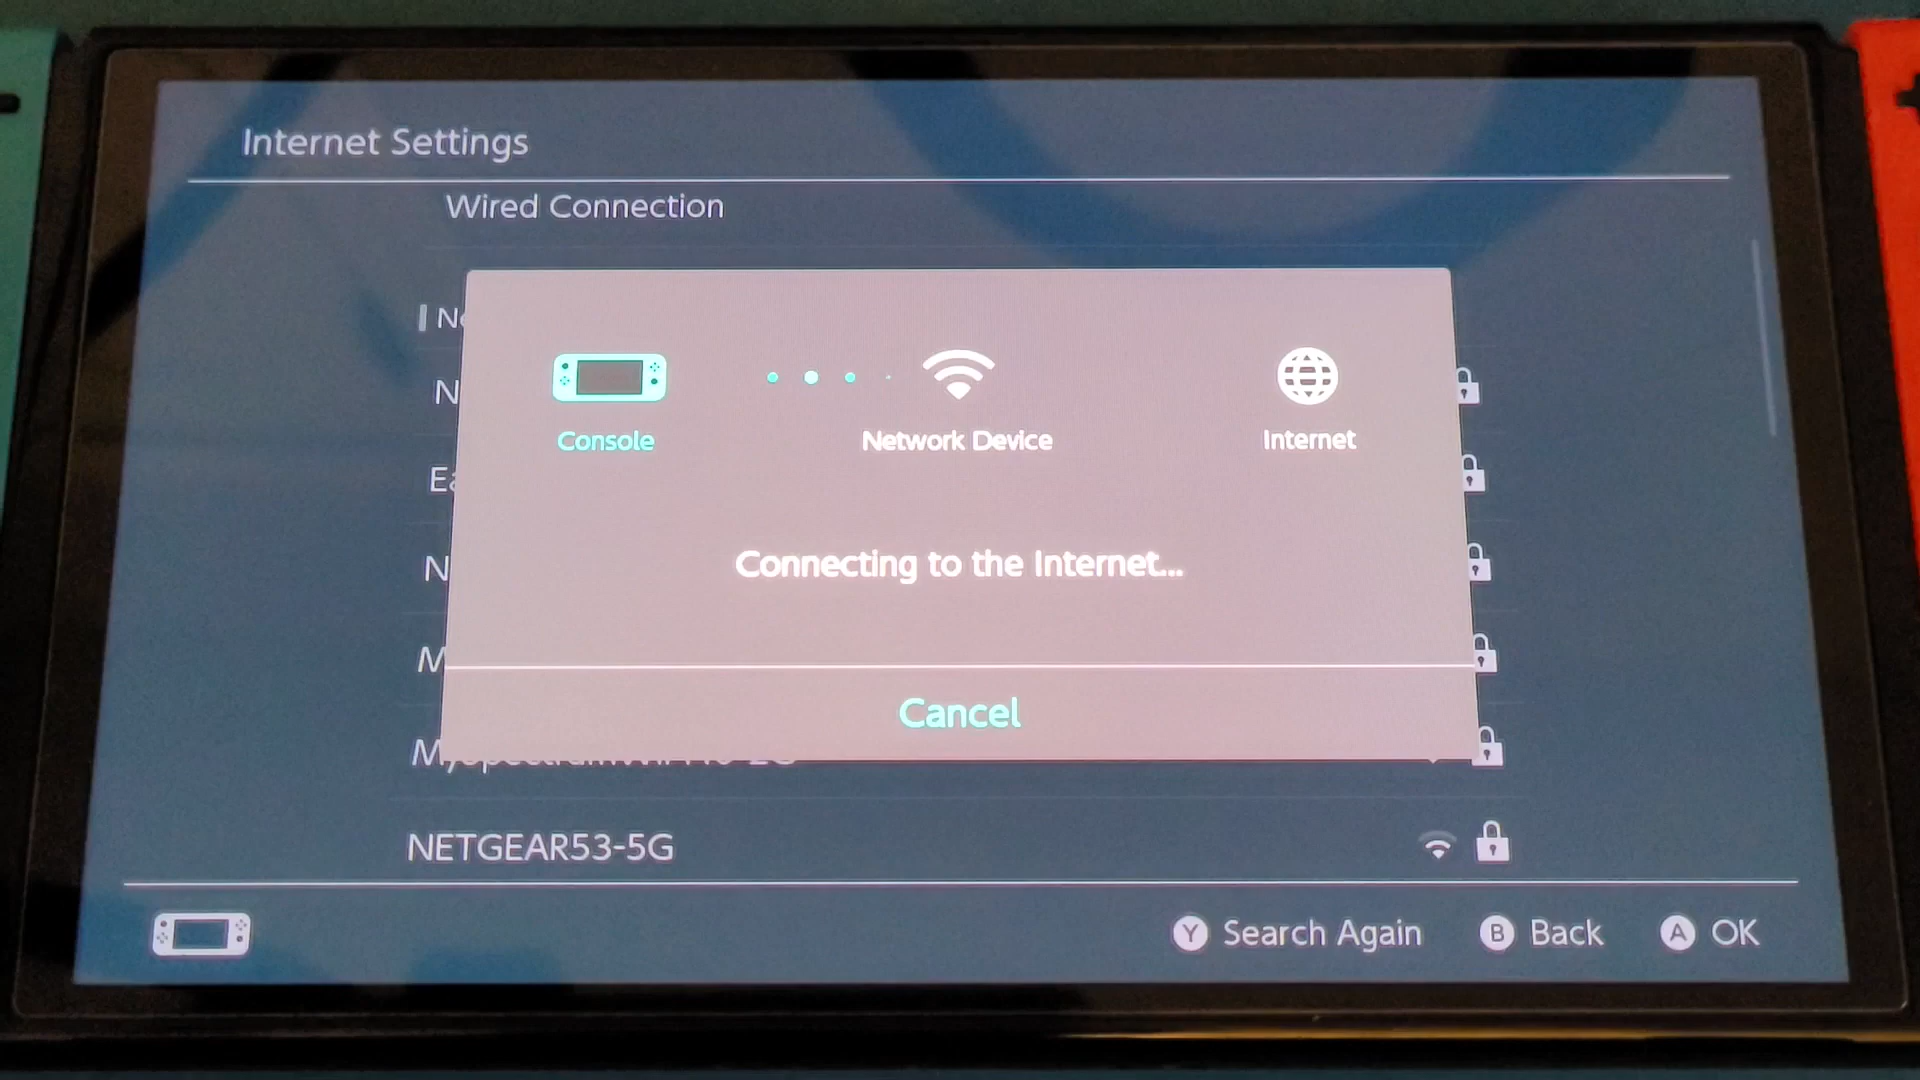 Internet Settings
Wired Connection
Console
Network Device
Internet
Connecting to the Internet...
Cancel
NETGEAR53-5G
Y Search Again
B Back
A OK